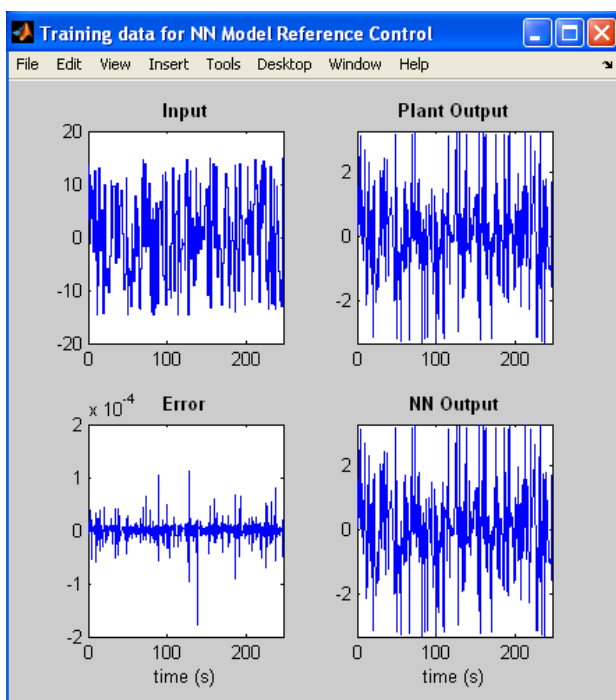 Training data for NN Model Reference Control
File Edit View Insert Tools Desktop Window Help
Input
20
10
0
-10
-20
0 100 200
Plant Output
2
0
-2
0 100 200
Error
x 10-4
2
1
0
-1
-2
0 100 200
time (s)
NN Output
2
0
-2
0 100 200
time (s)